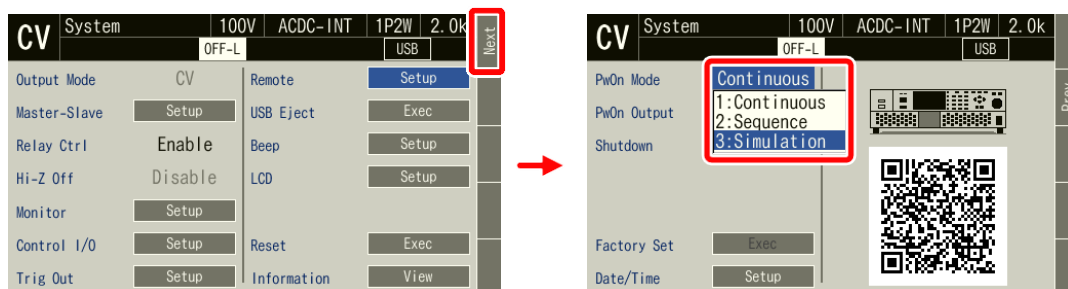 CV System 100V ACDC-INT 1P2W 2.0k
OFF-L USB
Next
Output Mode CV Remote Setup
Master-Slave Setup USB Eject Exec
Relay Ctrl Enable Beep Setup
Hi-Z Off Disable LCD Setup
Monitor Setup
Control I/O Setup Reset Exec
Trig Out Setup Information View
CV System 100V ACDC-INT 1P2W 2.0k
OFF-L USB
PwOn Mode Continuous
1:Continuous
PwOn Output 2:Sequence
Shutdown 3:Simulation
Factory Set Exec
Date/Time Setup